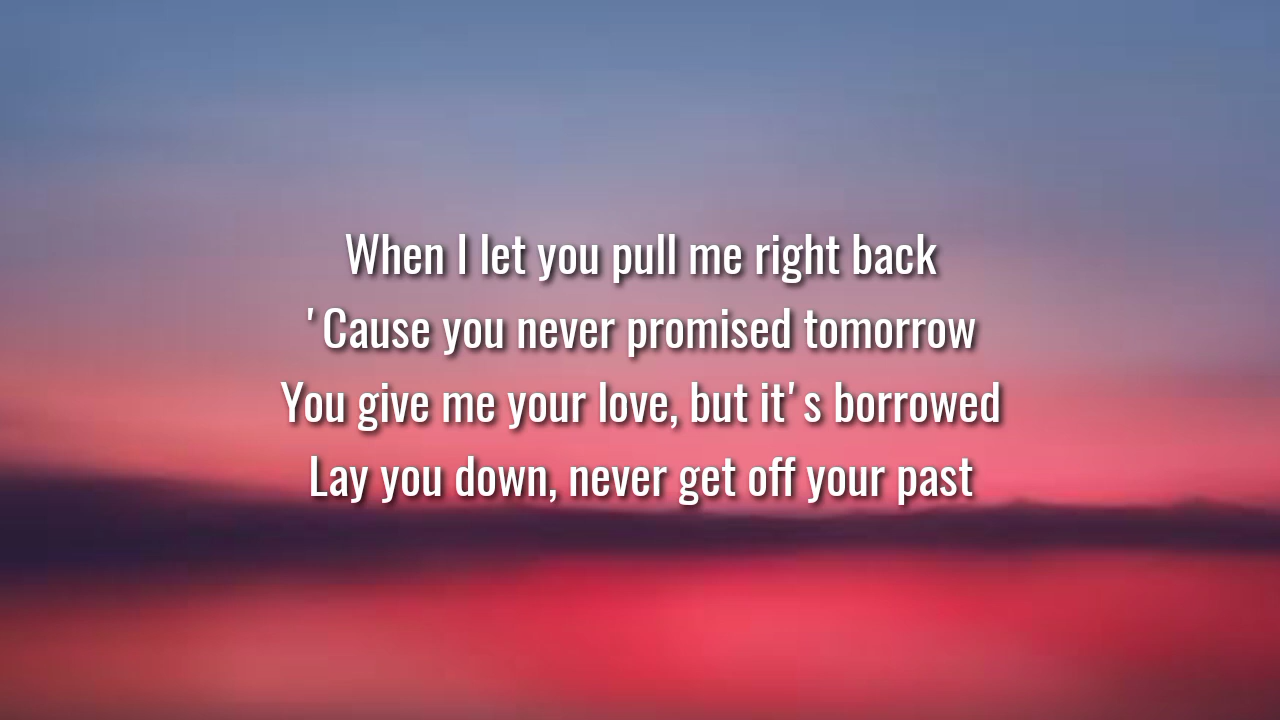 When I let you pull me right back
'Cause you never promised tomorrow
You give me your love, but it's borrowed
Lay you down, never get off your past